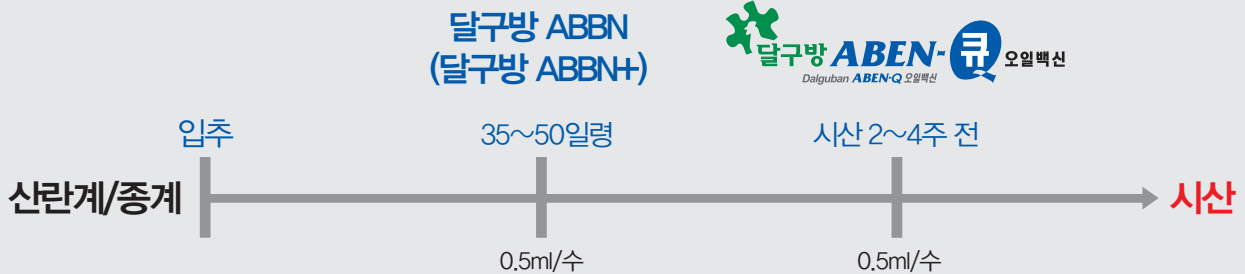 달구방 ABBN
(달구방 ABBN+)
달구방 ABEN-큐 오일백신
Dalguban ABEN-Q 오일백신
입추
35~50일령
시산 2~4주 전
산란계/종계
시산
0.5ml/수
0.5ml/수